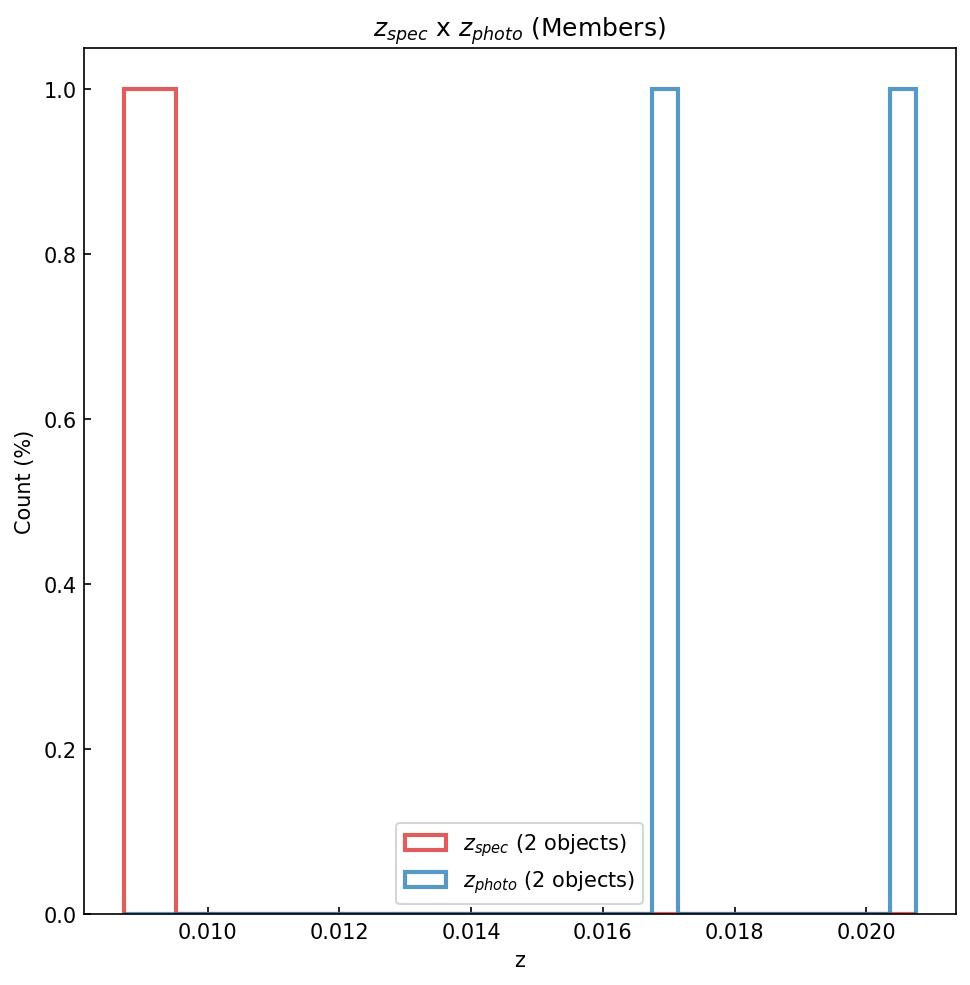 z_spec x z_photo (Members)
Count (%)
1.0
0.8
0.6
0.4
0.2
0.0
z_spec (2 objects)
z_photo (2 objects)
0.010 0.012 0.014 0.016 0.018 0.020
z